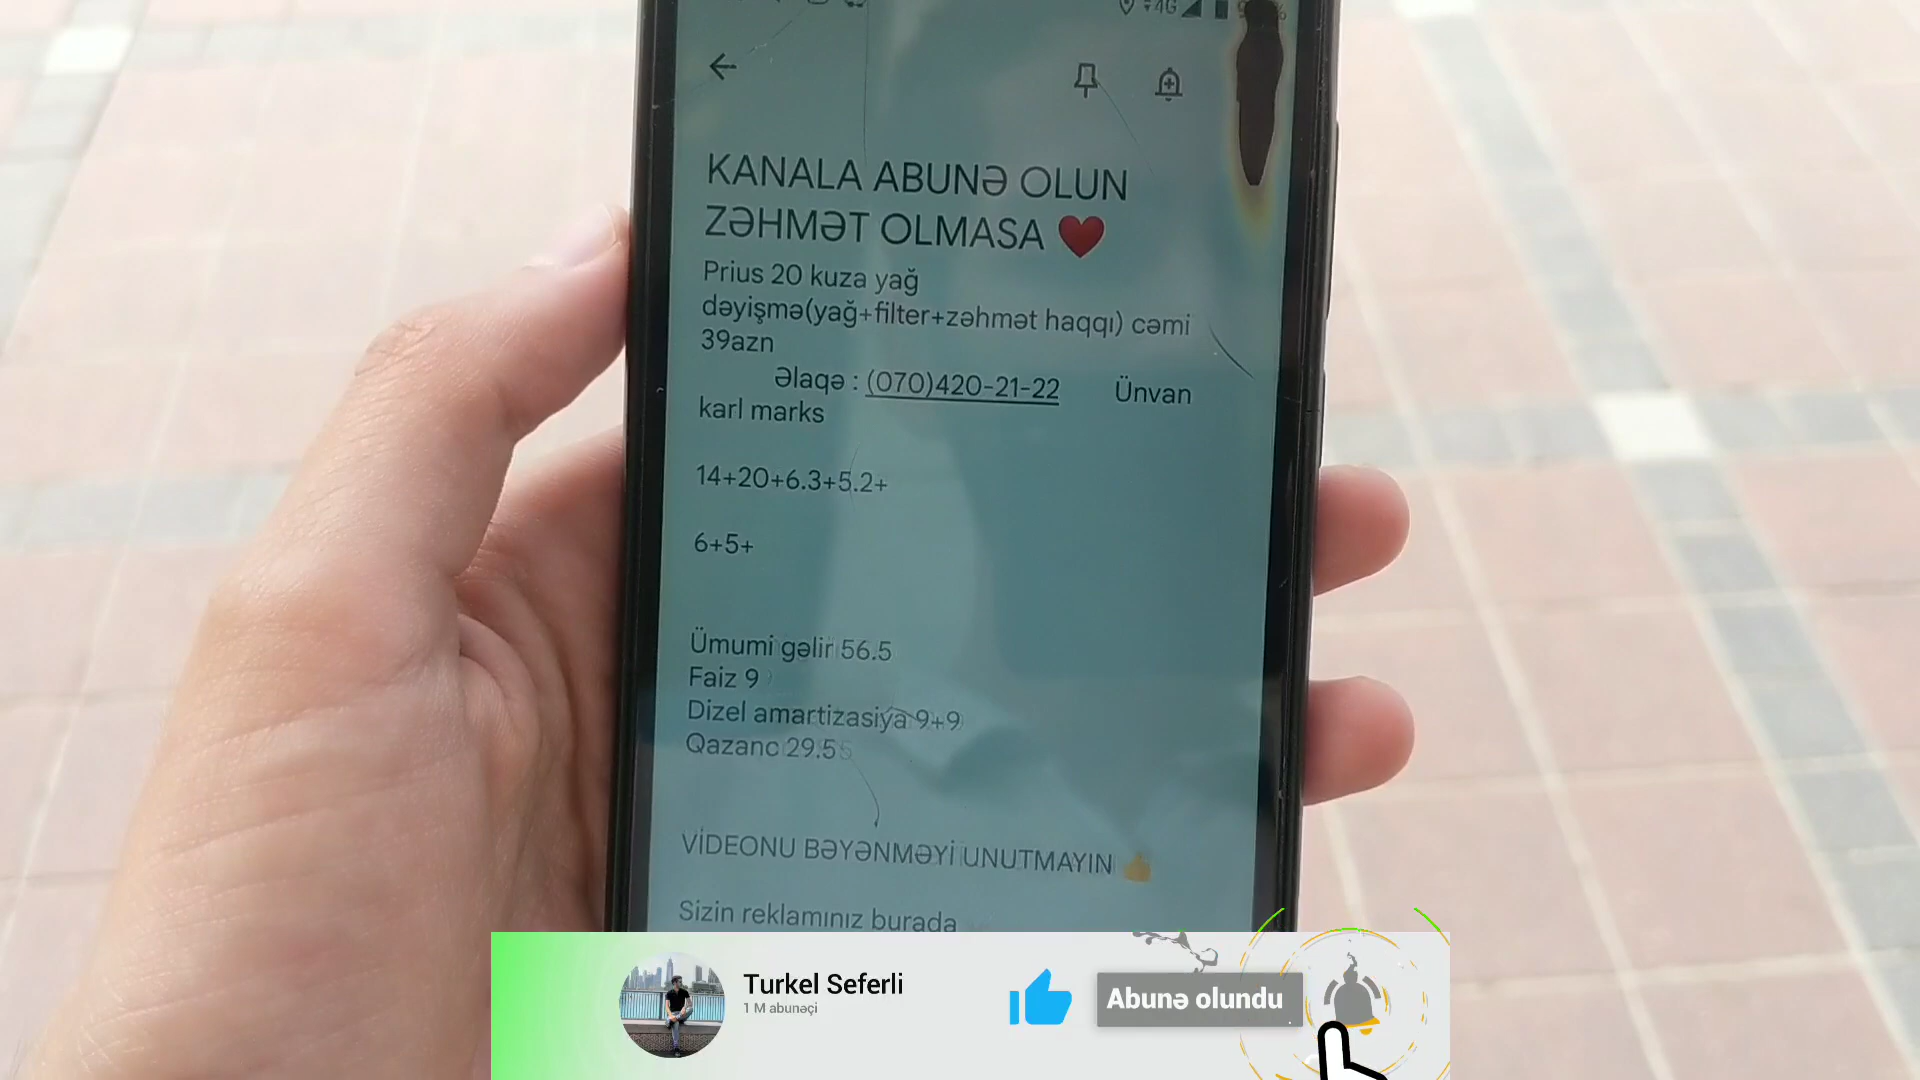 4G
KANALA ABUNƏ OLUN
ZƏHMƏT OLMASA ❤️
Prius 20 kuza yağ
dəyişmə(yağ+filter+zəhmət haqqı) cəmi
39azn
Əlaqə : (070)420-21-22 Ünvan
karl marks
14+20+6.3+5.2+
6+5+
Ümumi gəlir 56.5
Faiz 9
Dizel amartizasiya 9+9
Qazanc 29.5
VİDEONU BƏYƏNMƏYİ UNUTMAYIN 👍
Sizin reklamınız burada
Turkel Seferli
1 M abunəçi
Abunə olundu